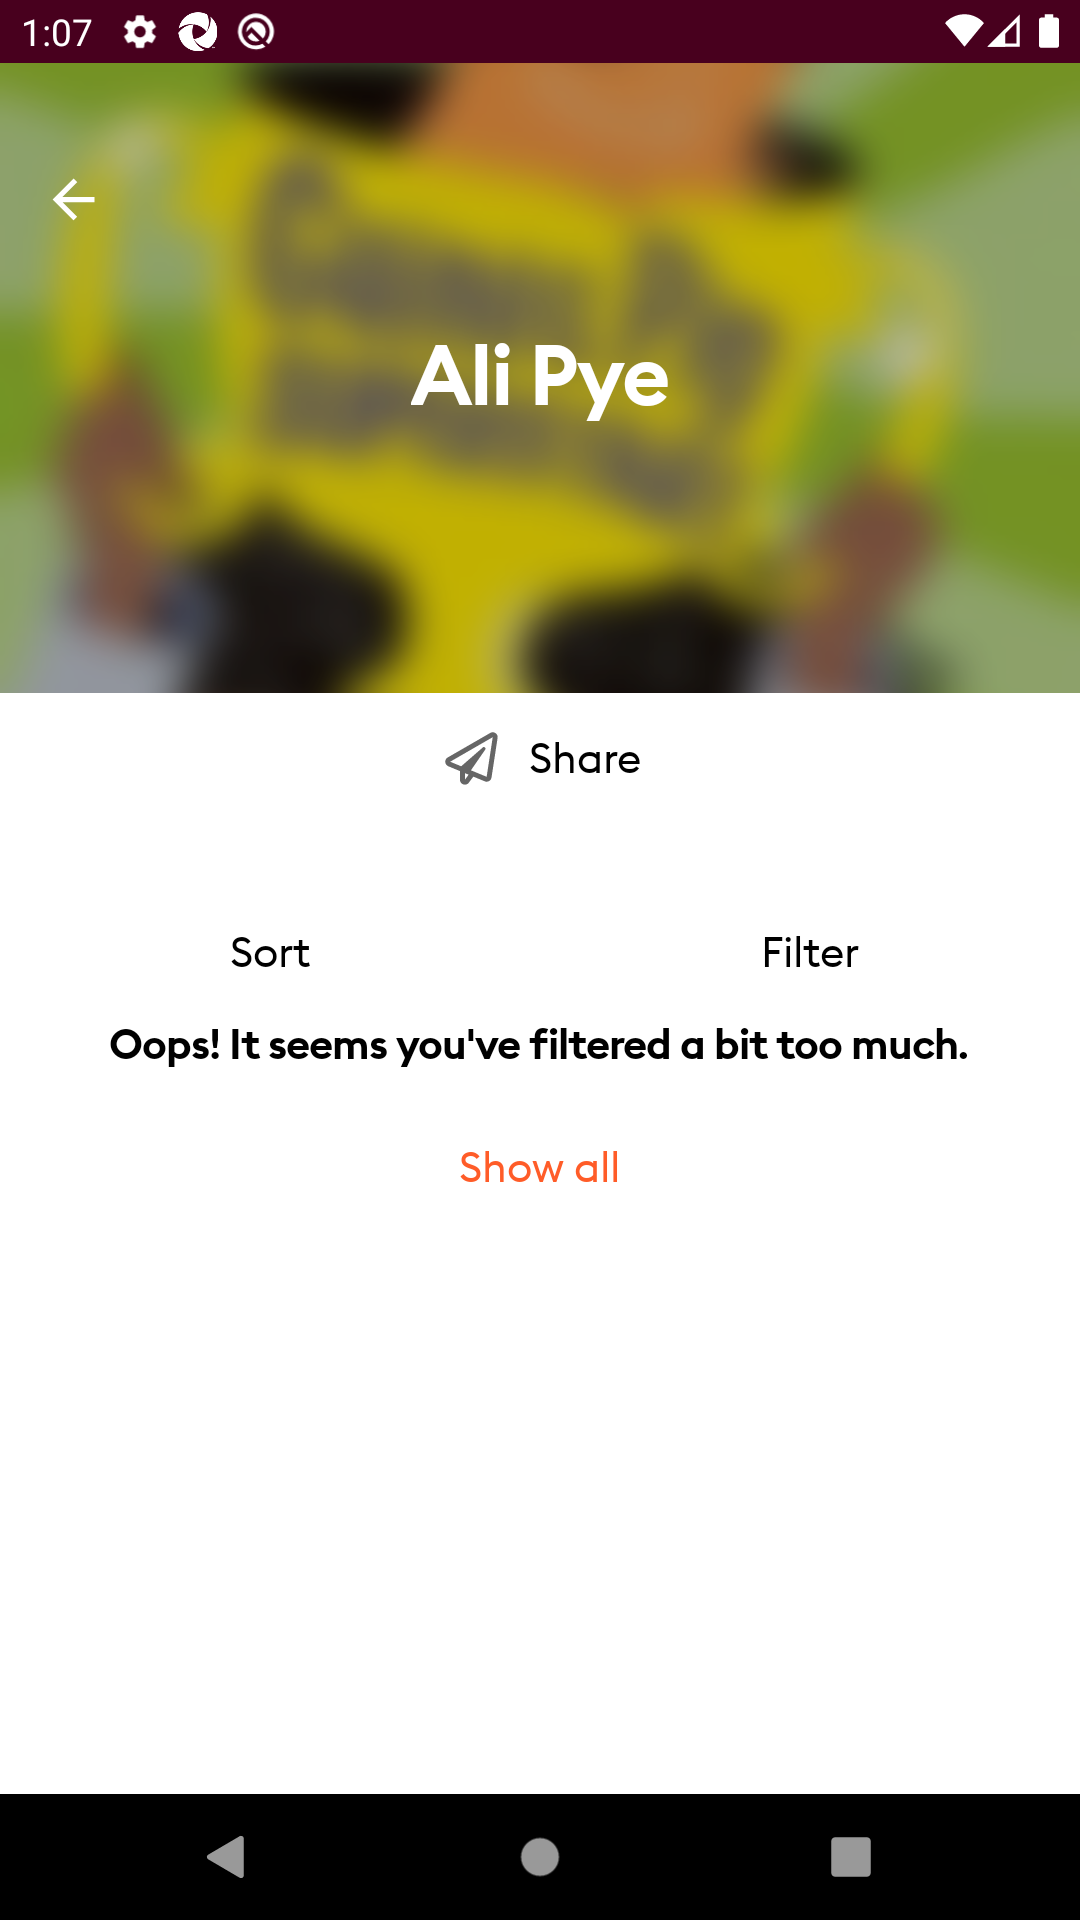 1:07
Ali Pye
Share
Sort
Filter
Oops! It seems you've filtered a bit too much.
Show all